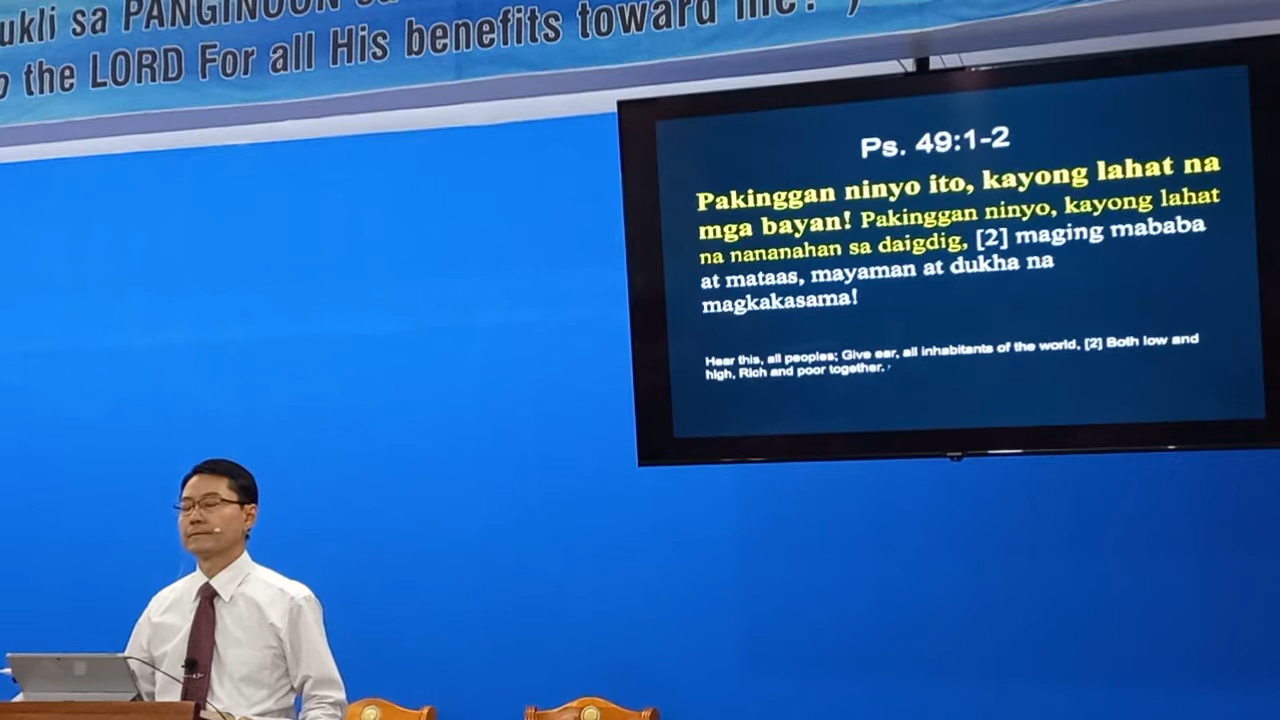 ukli sa PANGINOON
the LORD For all His benefits toward me? )
Ps. 49:1-2
Pakinggan ninyo ito, kayong lahat na
mga bayan! Pakinggan ninyo, kayong lahat
na nananahan sa daigdig, [2] maging mababa
at mataas, mayaman at dukha na
magkakasama!
Hear this, all peoples; Give ear, all inhabitants of the world, [2] Both low and
high, Rich and poor together.